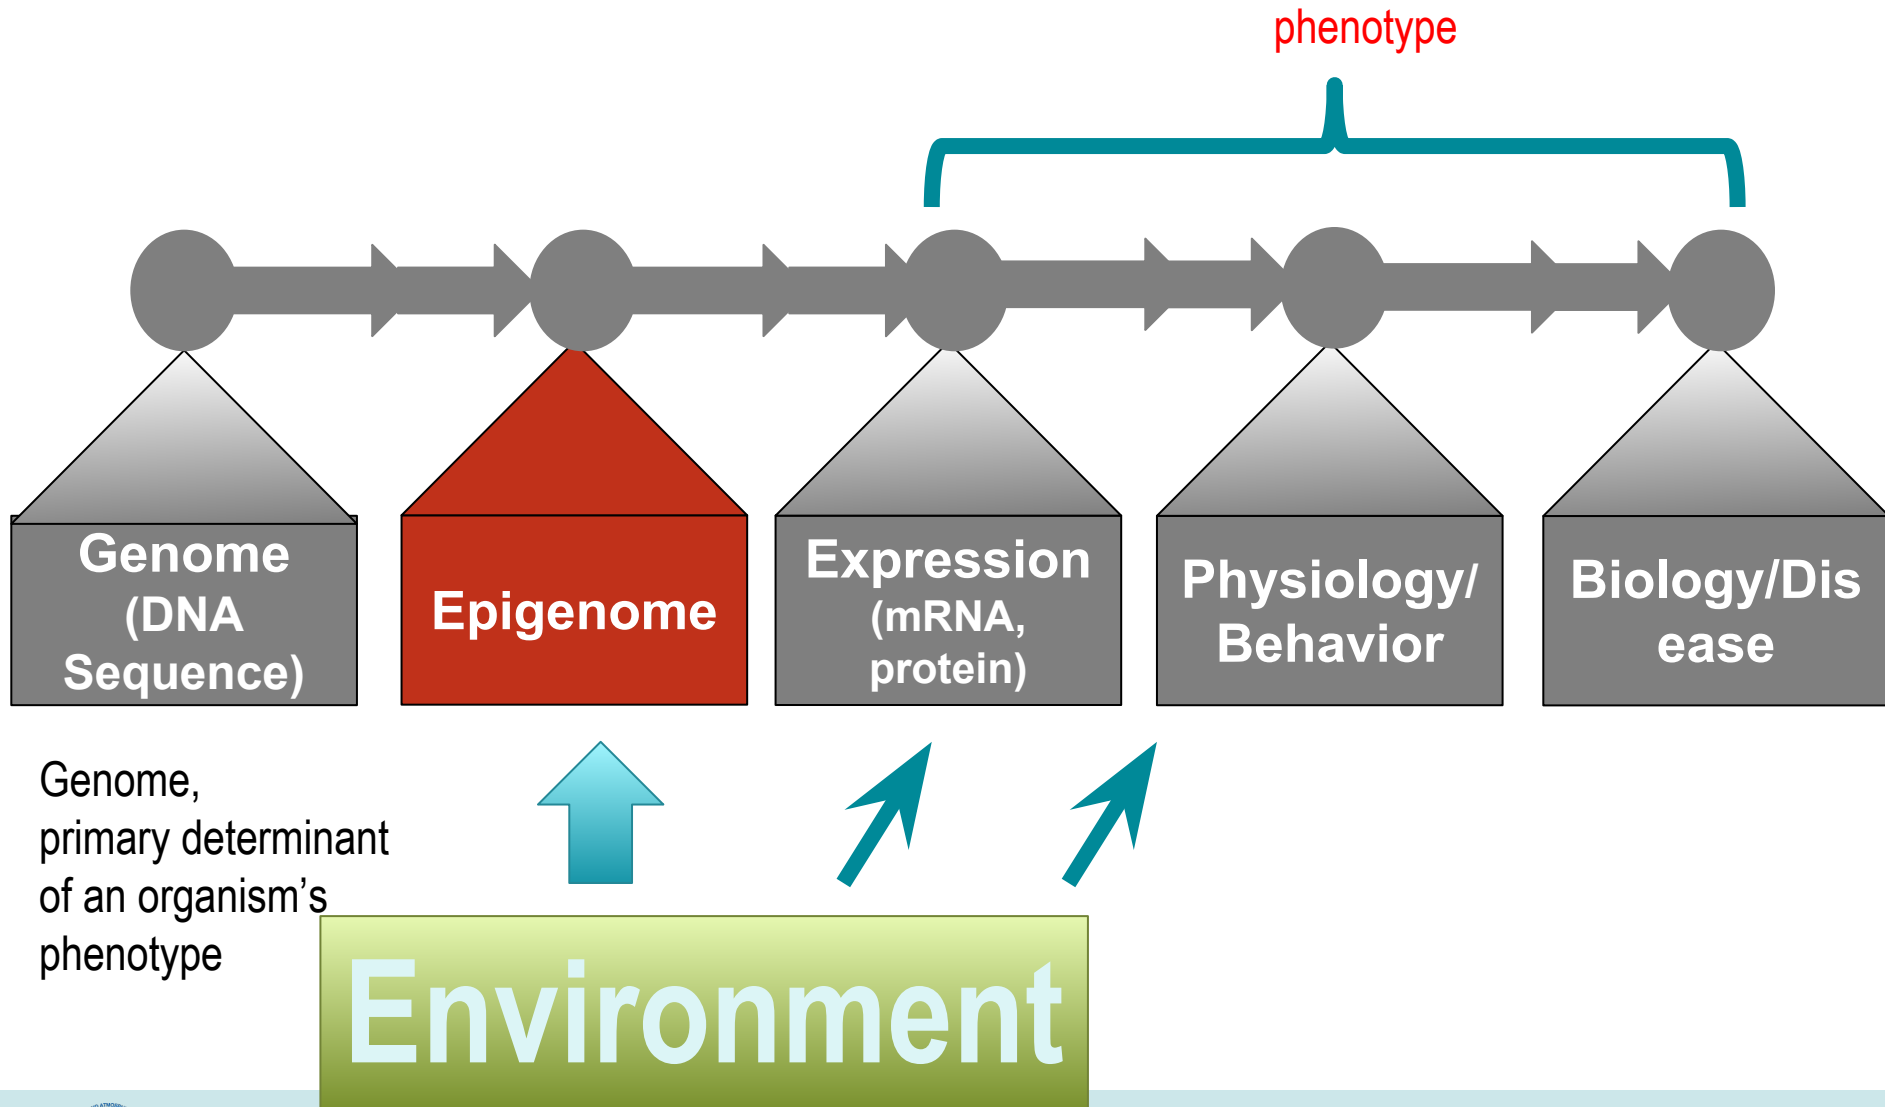 phenotype
Genome
(DNA
Sequence)
Epigenome
Expression
(mRNA,
protein)
Physiology/
Behavior
Biology/Dis
ease
Genome,
primary determinant
of an organism’s
phenotype
Environment